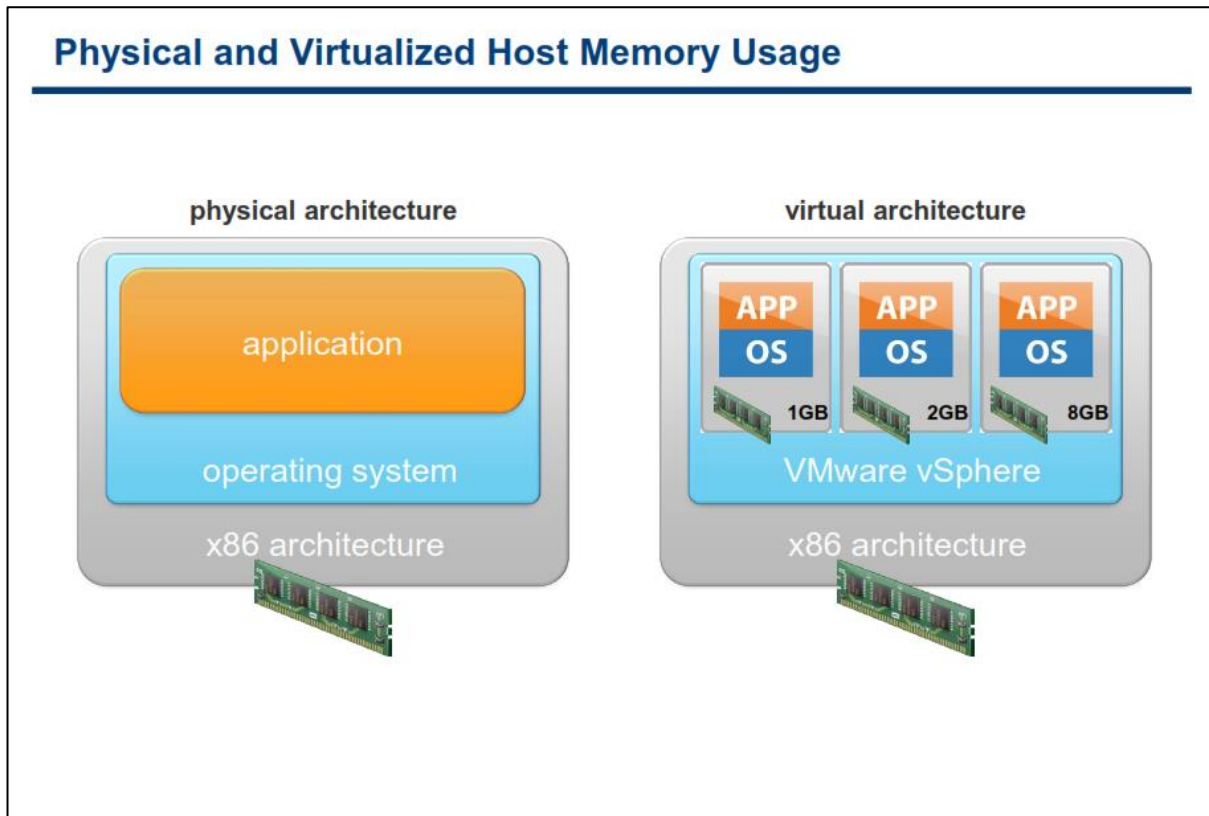 Physical and Virtualized Host Memory Usage
physical architecture
application
operating system
x86 architecture
virtual architecture
APP APP APP
OS OS OS
1GB 2GB 8GB
VMware vSphere
x86 architecture